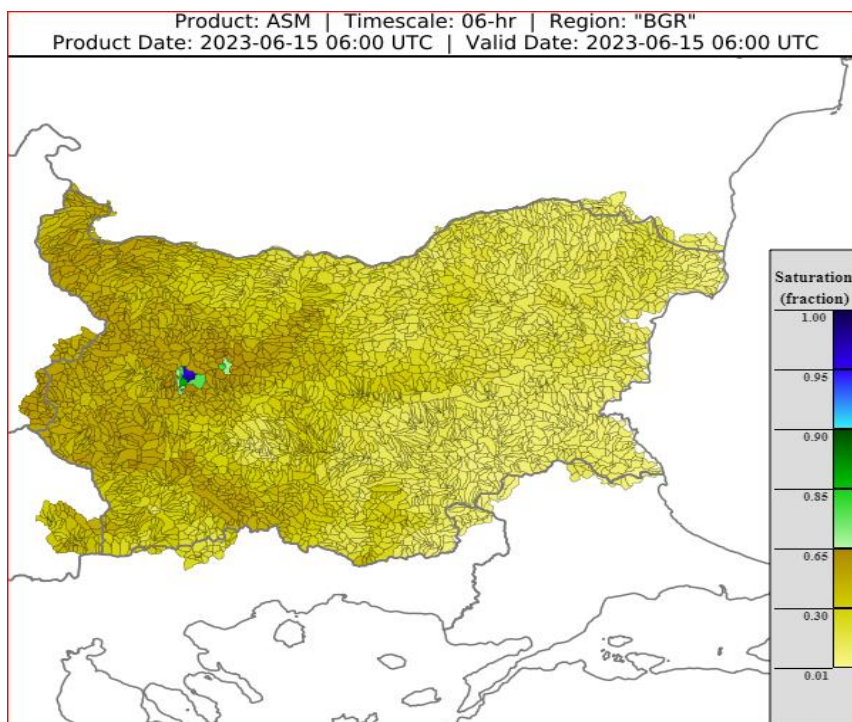 Product: ASM | Timescale: 06-hr | Region: "BGR"
Product Date: 2023-06-15 06:00 UTC | Valid Date: 2023-06-15 06:00 UTC
Saturation
(fraction)
1.00
0.95
0.90
0.85
0.65
0.30
0.01